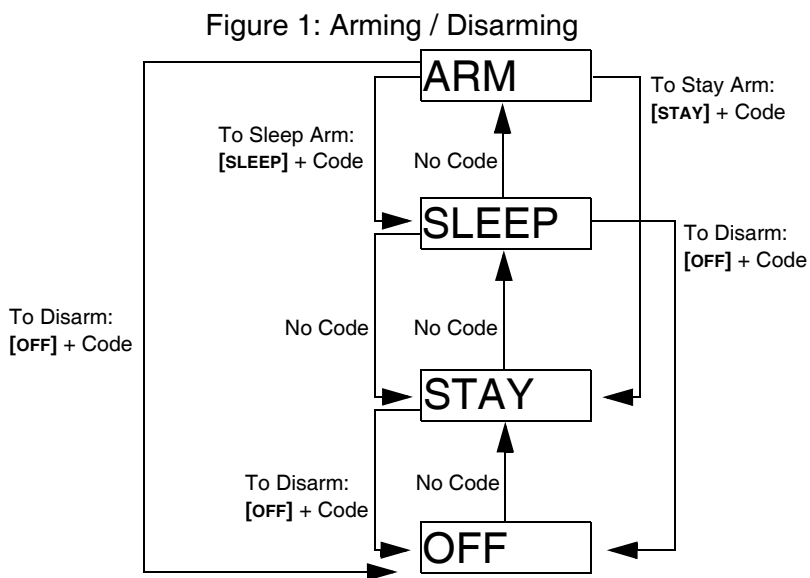 Figure 1: Arming / Disarming
ARM
To Stay Arm:
[STAY] + Code
To Sleep Arm:
[SLEEP] + Code
No Code
SLEEP
To Disarm:
[OFF] + Code
To Disarm:
[OFF] + Code
No Code
No Code
STAY
To Disarm:
[OFF] + Code
No Code
OFF